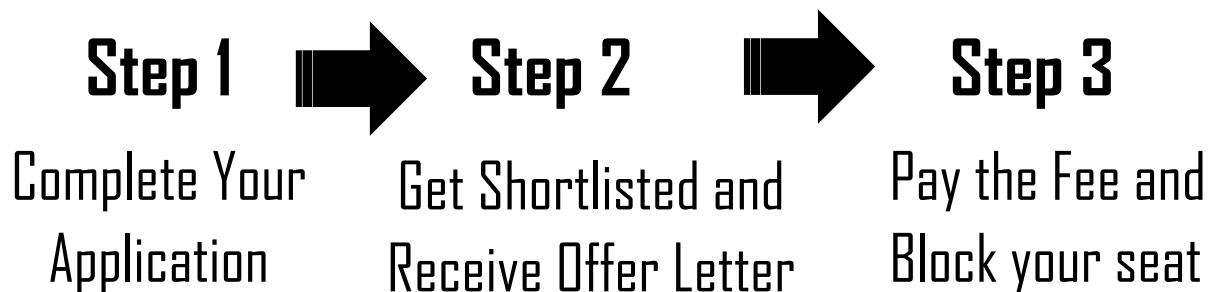 Step 1
Complete Your
Application
Step 2
Get Shortlisted and
Receive Offer Letter
Step 3
Pay the Fee and
Block your seat